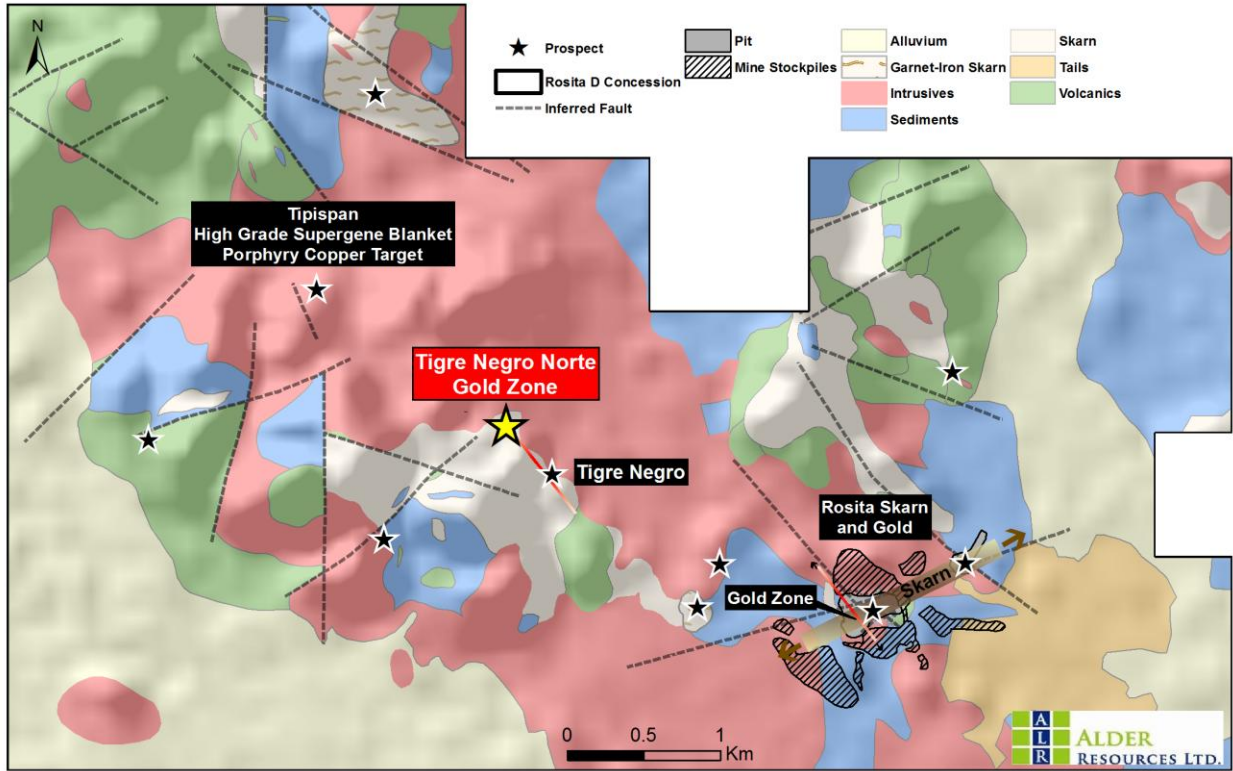 N
Prospect
Rosita D Concession
Inferred Fault
Pit
Mine Stockpiles
Alluvium
Garnet-Iron Skarn
Intrusives
Sediments
Skarn
Tails
Volcanics
Tipispan
High Grade Supergene Blanket
Porphyry Copper Target
Tigre Negro Norte
Gold Zone
Tigre Negro
Rosita Skarn
and Gold
Skarn
Gold Zone
0 0.5 1
Km
A
L
R
ALDER
RESOURCES LTD.